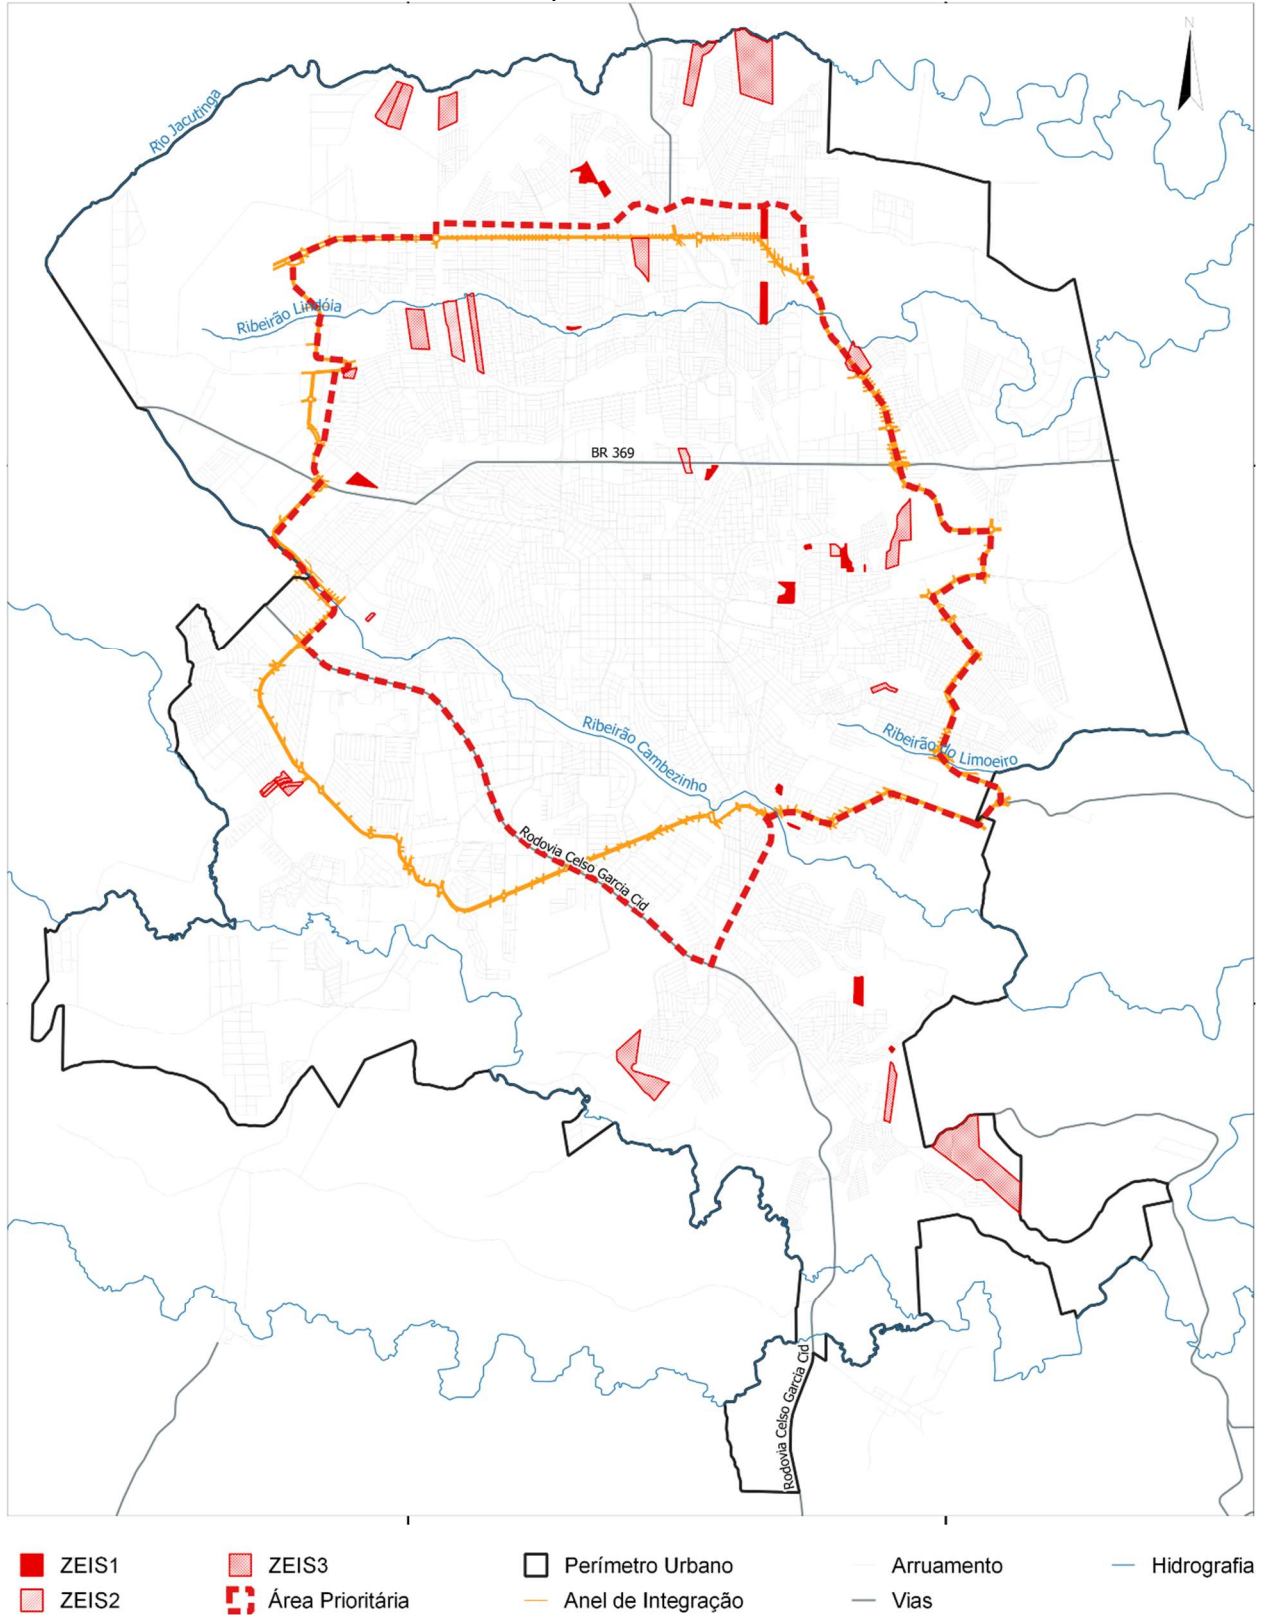 N
Rio Jacutinga
Ribeirão Lindóia
BR 369
Ribeirão Cambezinho
Ribeirão do Limoeiro
Rodovia Celso Garcia Cid
Rodovia Celso Garcia Cid
ZEIS1
ZEIS3
Perímetro Urbano
Arruamento
Hidrografia
ZEIS2
Área Prioritária
Anel de Integração
Vias